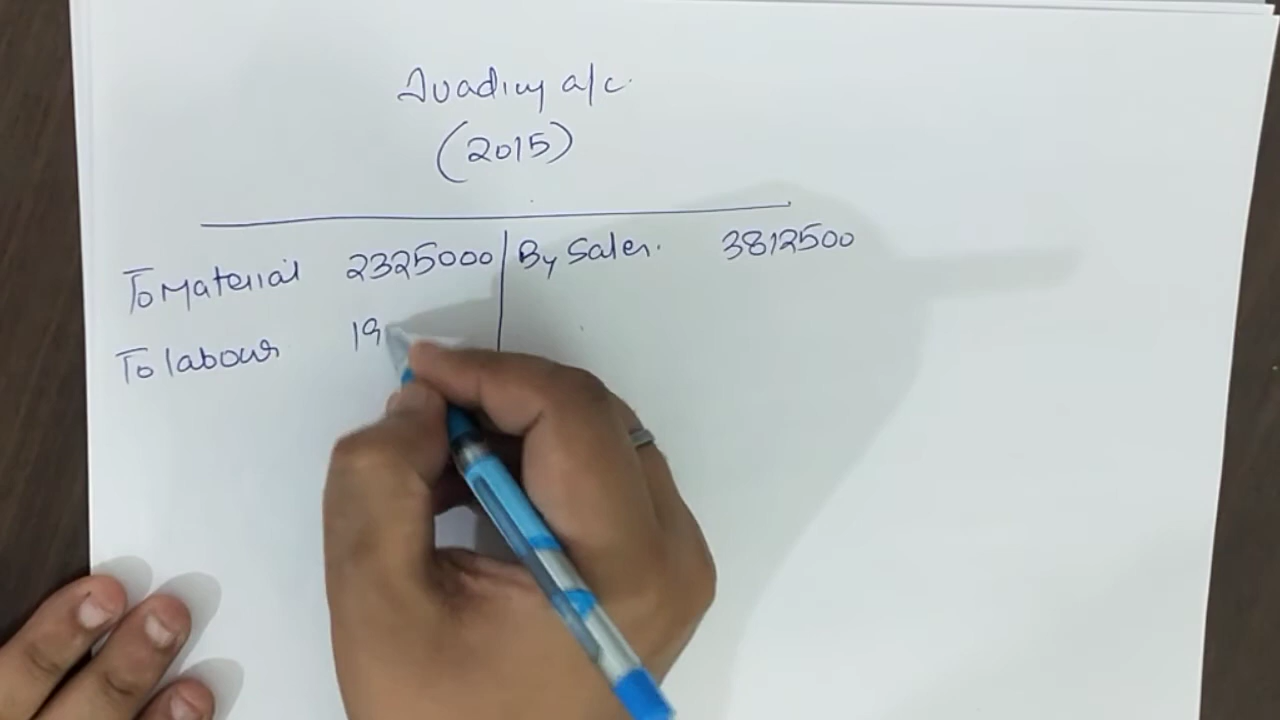 Trading a/c.
(2015)
To Material 2325000 By Sales. 3812500
To labour 19